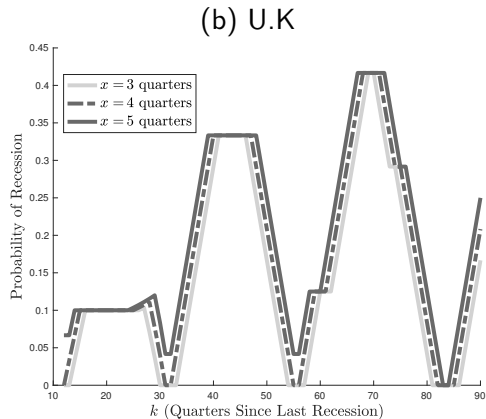 (b) U.K
0.45
0.4
0.35
0.3
0.25
0.2
0.15
0.1
0.05
0
Probability of Recession
x = 3 quarters
x = 4 quarters
x = 5 quarters
10 20 30 40 50 60 70 80 90
k (Quarters Since Last Recession)